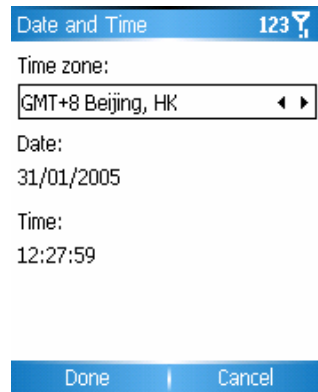 Date and Time 123
Time zone:
GMT+8 Beijing, HK
Date:
31/01/2005
Time:
12:27:59
Done Cancel